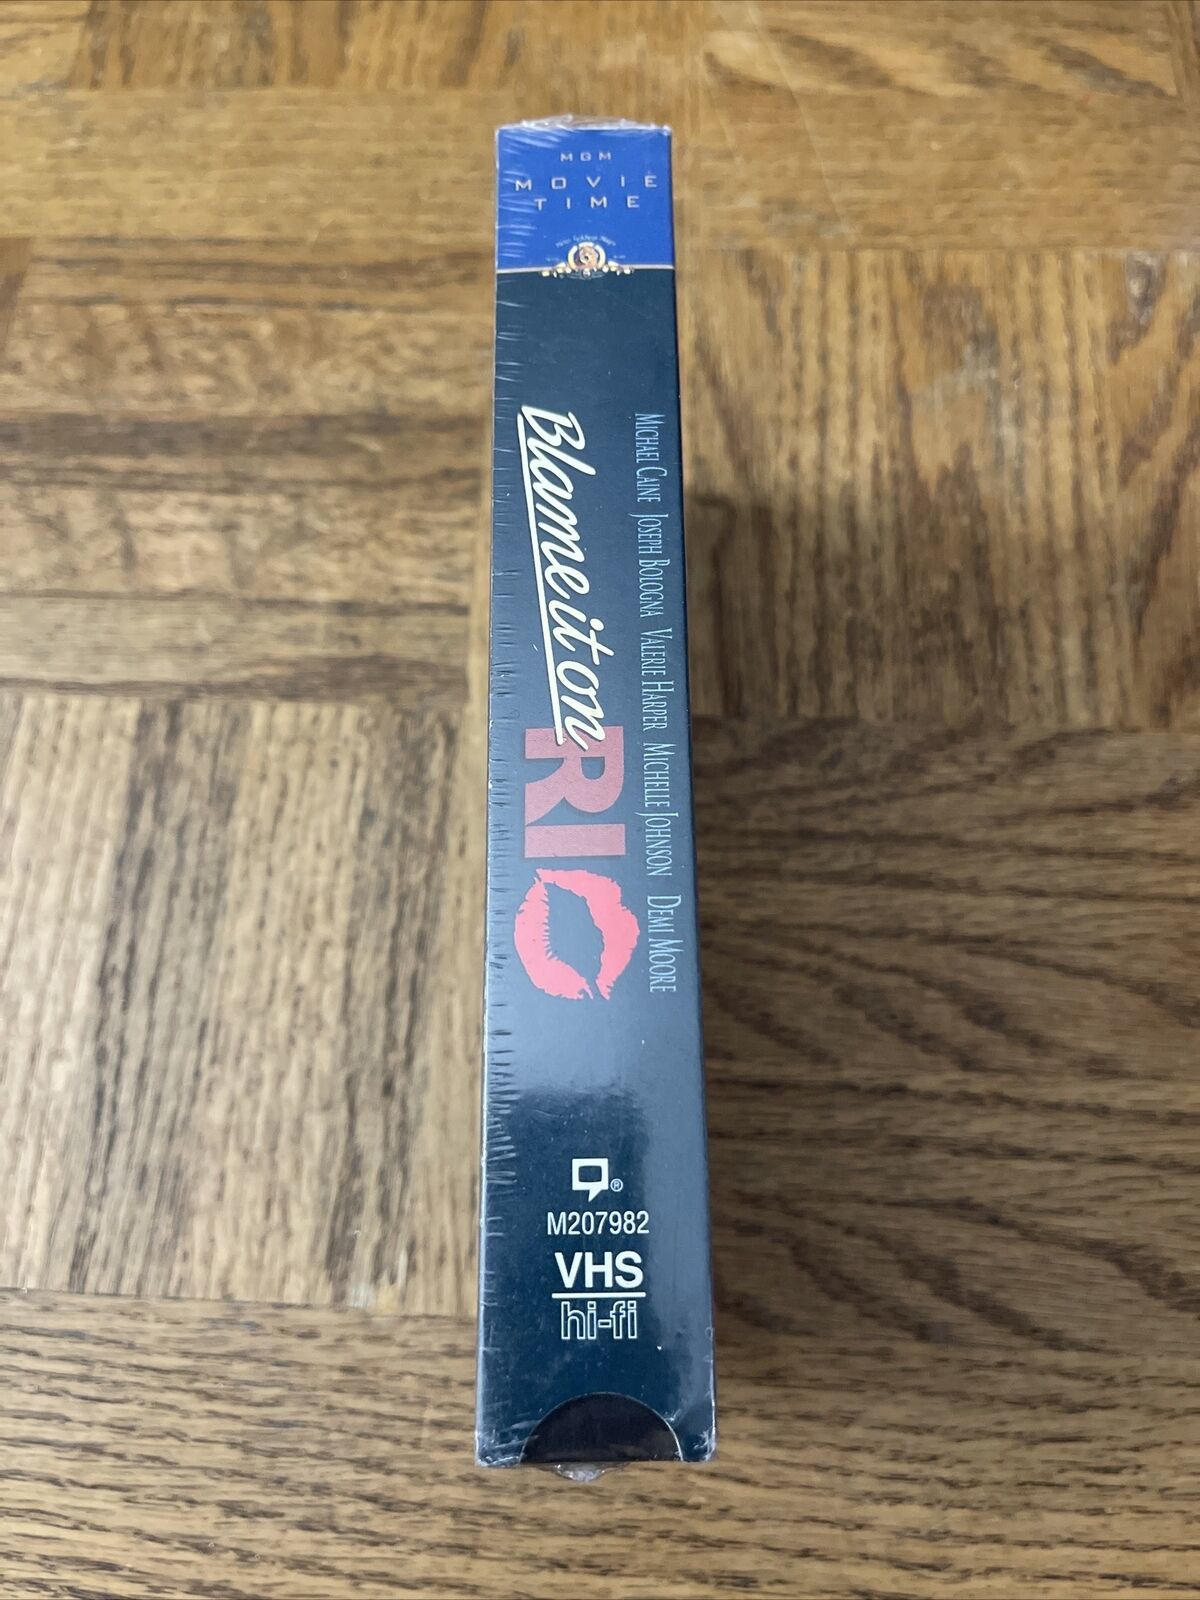 MGM
MOVIE
TIME
Michael Caine Joseph Bologna Valerie Harper Michelle Johnson Demi Moore
Blame it on
RIO
®
M207982
VHS
hi-fi